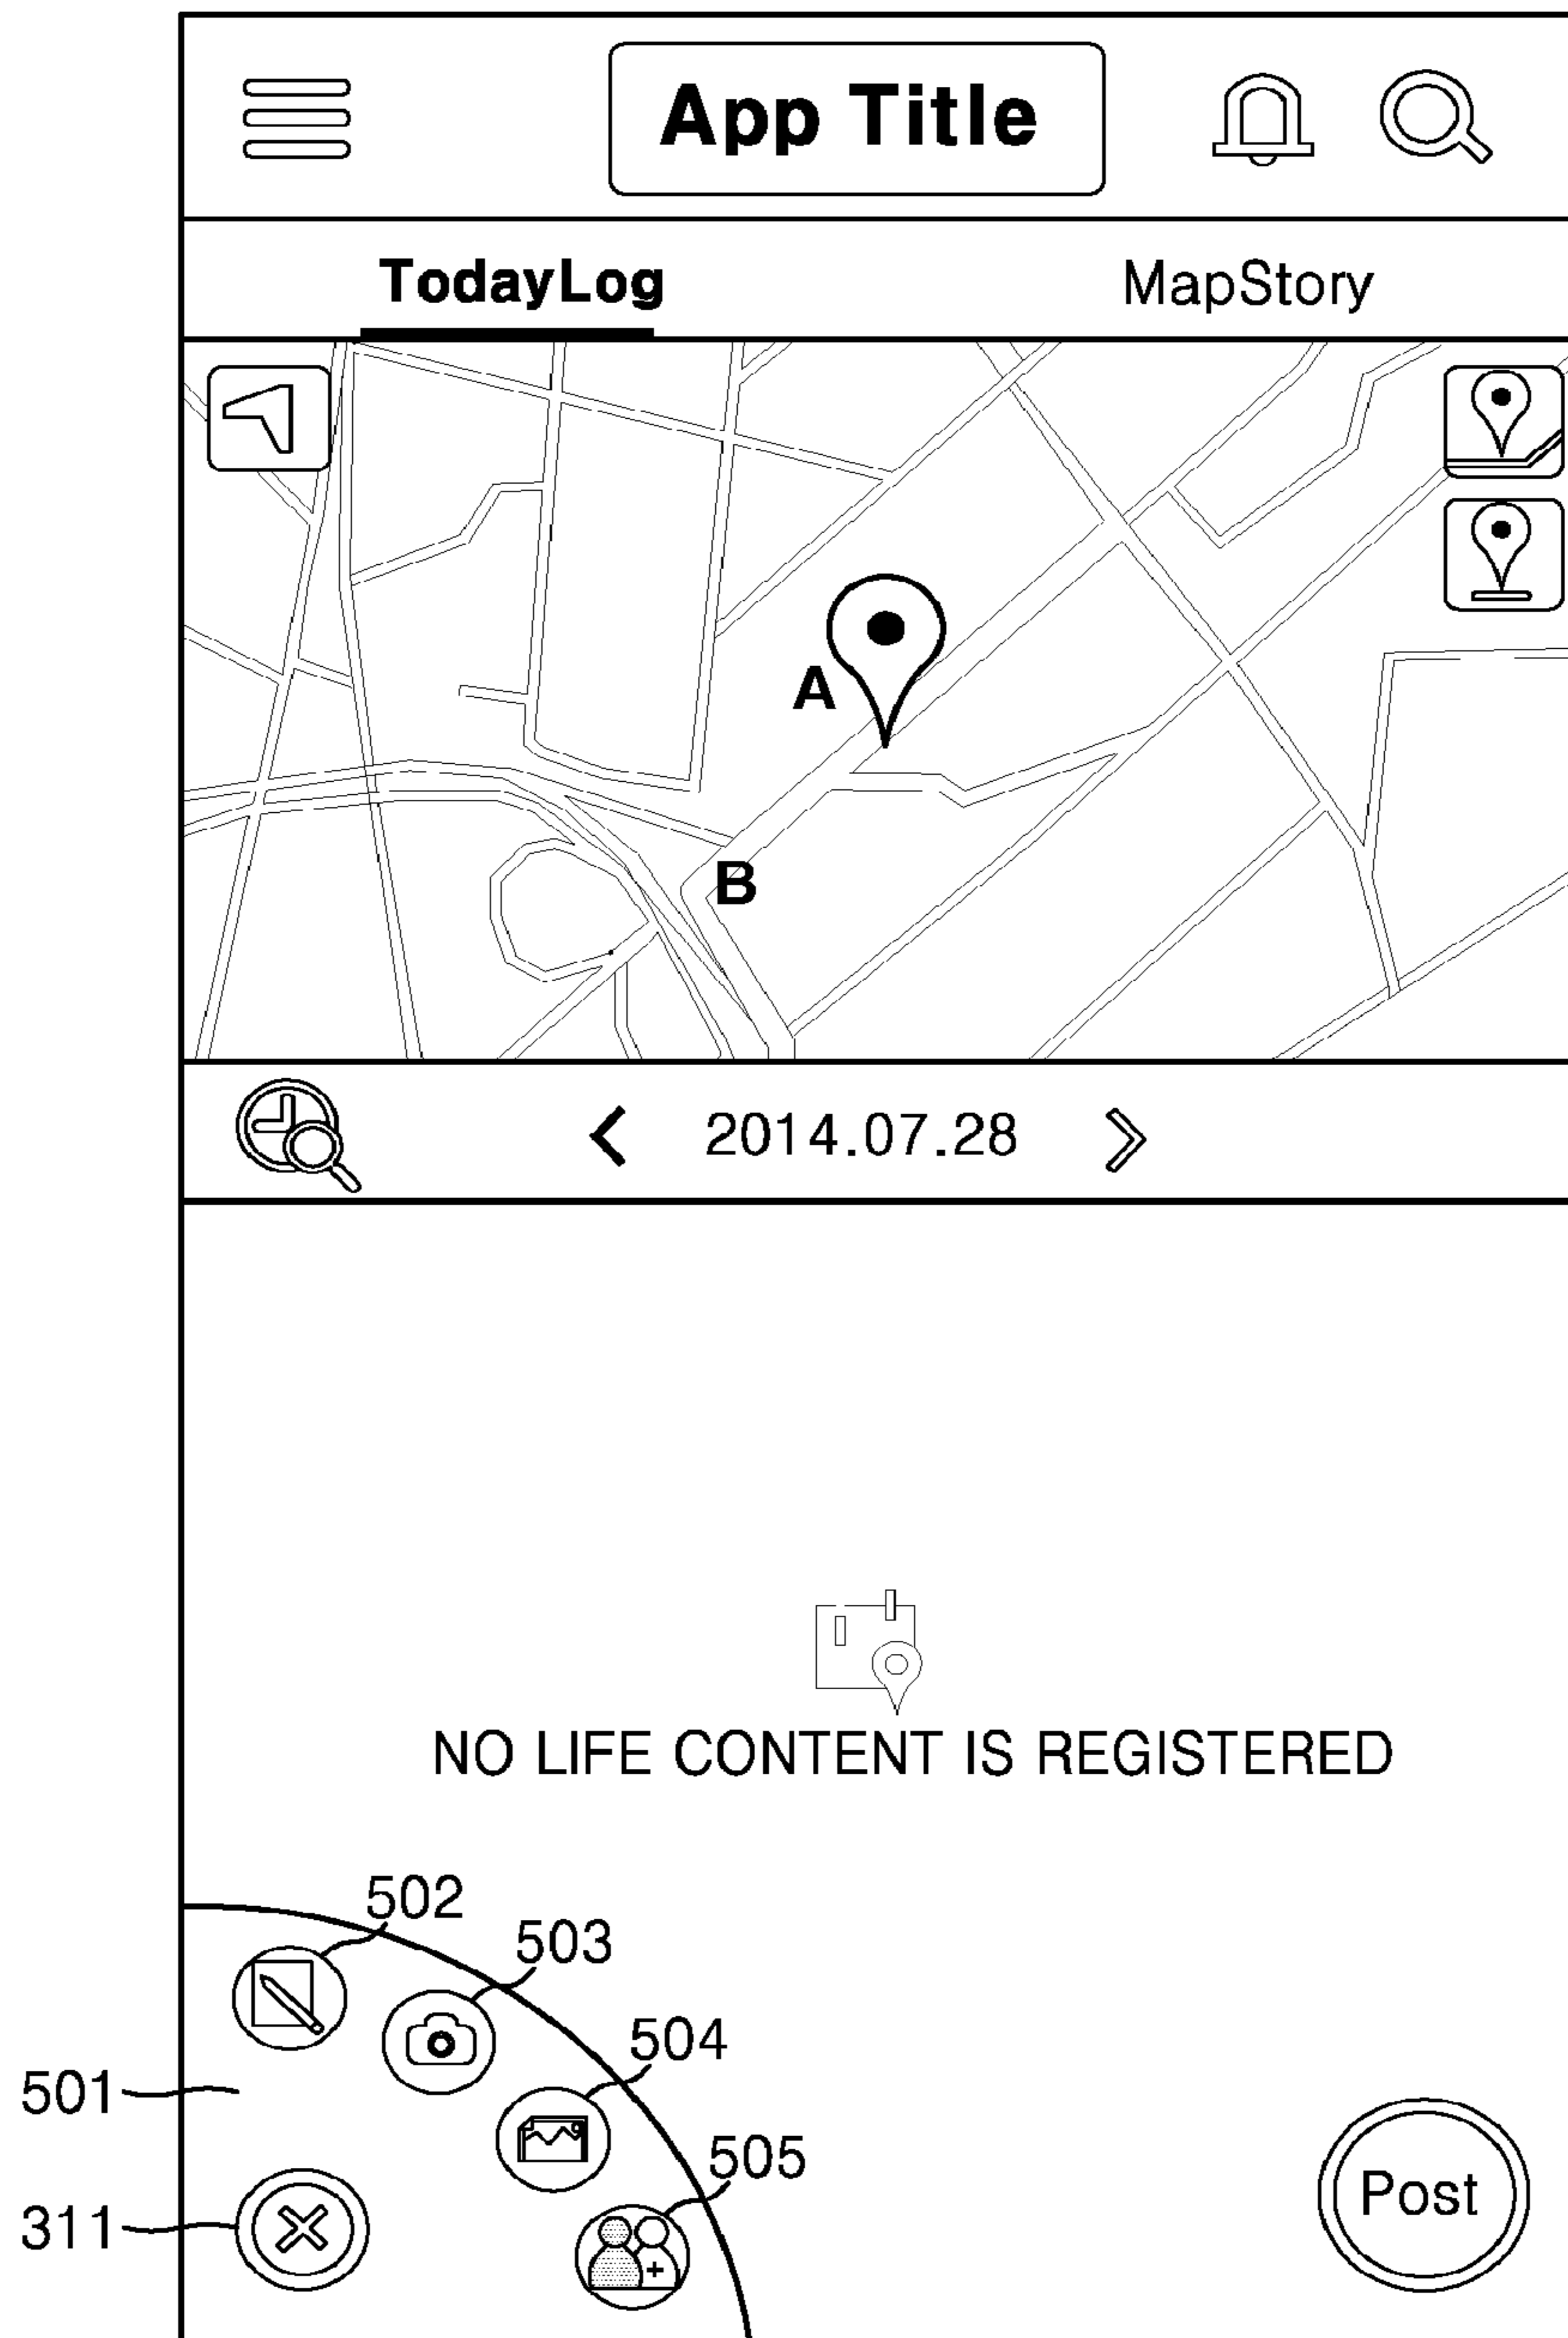 App Title
TodayLog MapStory
A
B
2014.07.28
NO LIFE CONTENT IS REGISTERED
502
503
504
501
505
311
Post